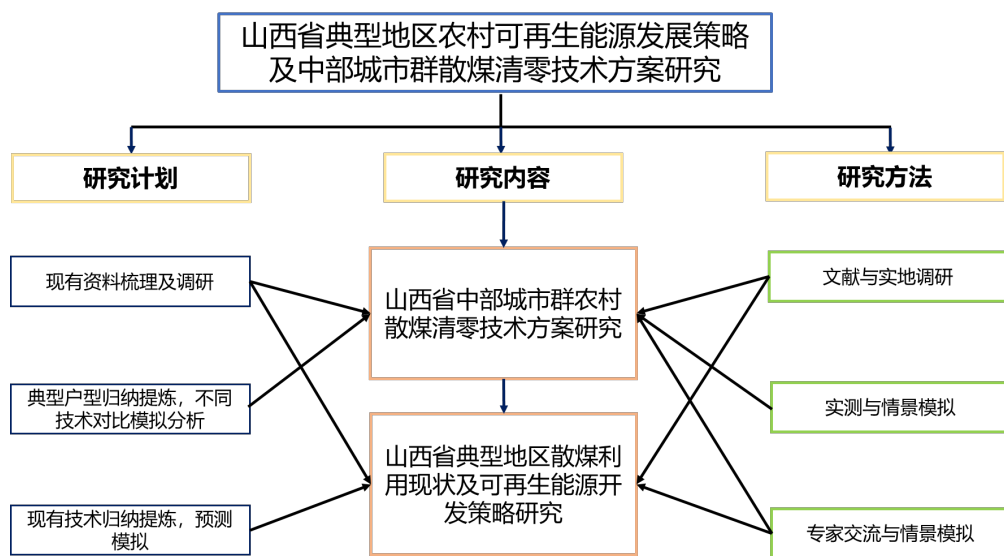 山西省典型地区农村可再生能源发展策略
及中部城市群散煤清零技术方案研究
研究计划
研究内容
研究方法
现有资料梳理及调研
山西省中部城市群农村
散煤清零技术方案研究
文献与实地调研
典型户型归纳提炼，不同
技术对比模拟分析
实测与情景模拟
山西省典型地区散煤利
用现状及可再生能源开
发策略研究
现有技术归纳提炼，预测
模拟
专家交流与情景模拟